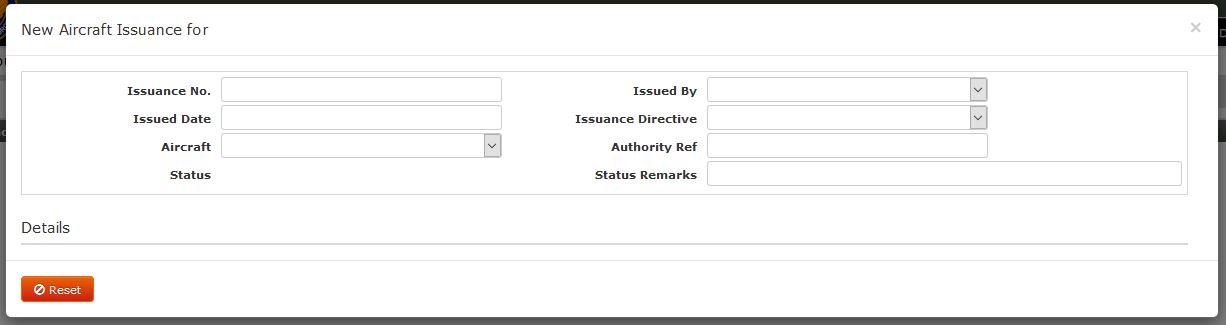 New Aircraft Issuance for
×
Issuance No. Issued By
Issued Date Issuance Directive
Aircraft Authority Ref
Status Status Remarks
Details
Reset